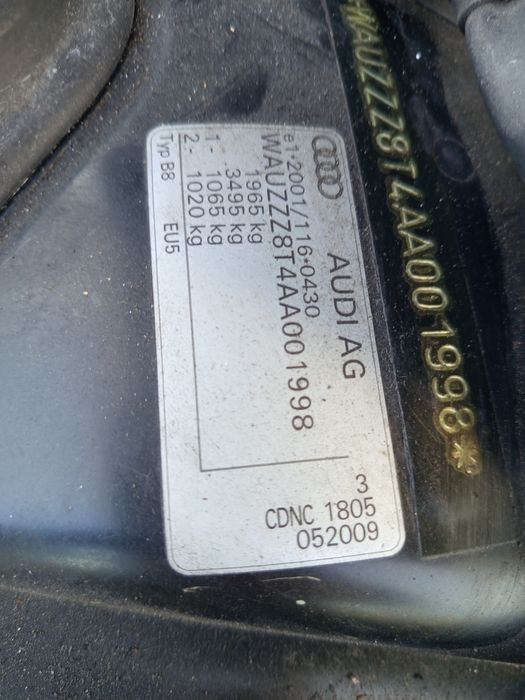 *WAUZZZ8T4AA001998*
AUDI AG
e1*2001/116*0430
WAUZZZ8T4AA001998
1965 kg
3495 kg
1- 1065 kg
2- 1020 kg
Typ B8 EU5
3
CDNC 1805
052009